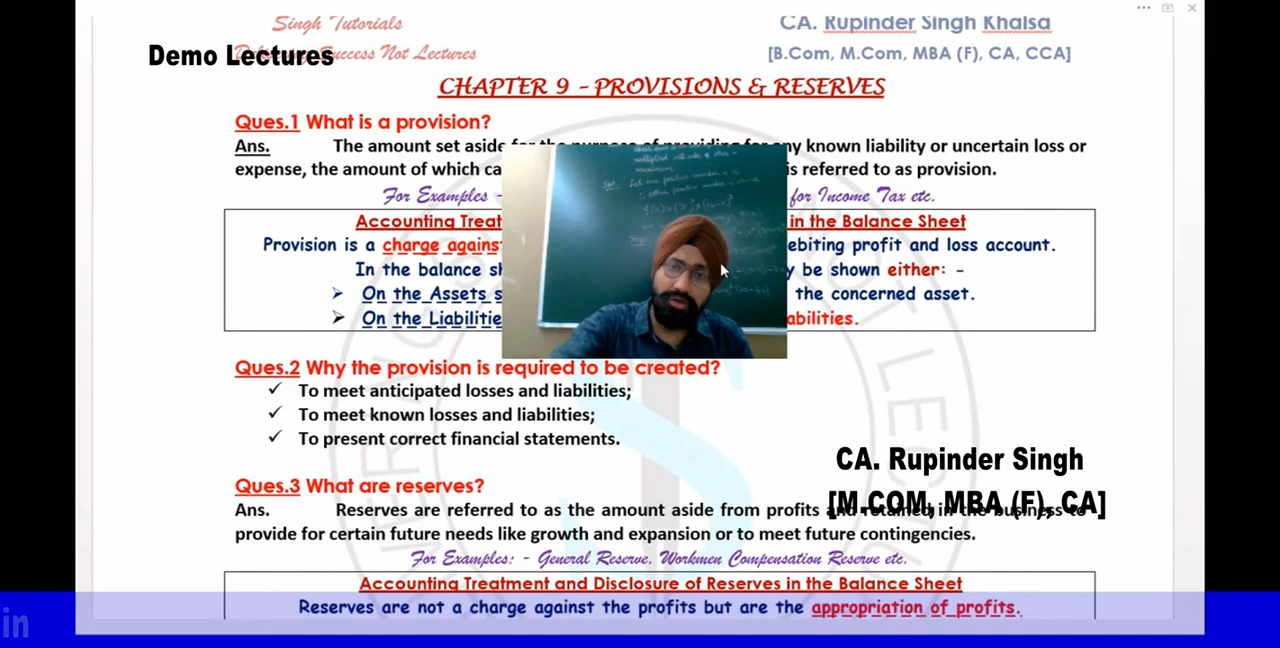 Singh Tutorials
CA. Rupinder Singh Khalsa
Demo Lectures
Success Not Lectures
[B.Com, M.Com, MBA (F), CA, CCA]
CHAPTER 9 - PROVISIONS & RESERVES
Ques.1 What is a provision?
Ans. The amount set aside for the purpose of providing for any known liability or uncertain loss or
expense, the amount of which ca is referred to as provision.
For Examples - for Income Tax etc.
Accounting Treat in the Balance Sheet
Provision is a charge against ebiting profit and loss account.
In the balance sh y be shown either: -
➢ On the Assets s the concerned asset.
➢ On the Liabilitie abilities.
Ques.2 Why the provision is required to be created?
✓ To meet anticipated losses and liabilities;
✓ To meet known losses and liabilities;
✓ To present correct financial statements.
CA. Rupinder Singh
Ques.3 What are reserves?
[M.COM, MBA (F), CA]
Ans. Reserves are referred to as the amount aside from profits and retained in the business to
provide for certain future needs like growth and expansion or to meet future contingencies.
For Examples: - General Reserve, Workmen Compensation Reserve etc.
Accounting Treatment and Disclosure of Reserves in the Balance Sheet
Reserves are not a charge against the profits but are the appropriation of profits.
in